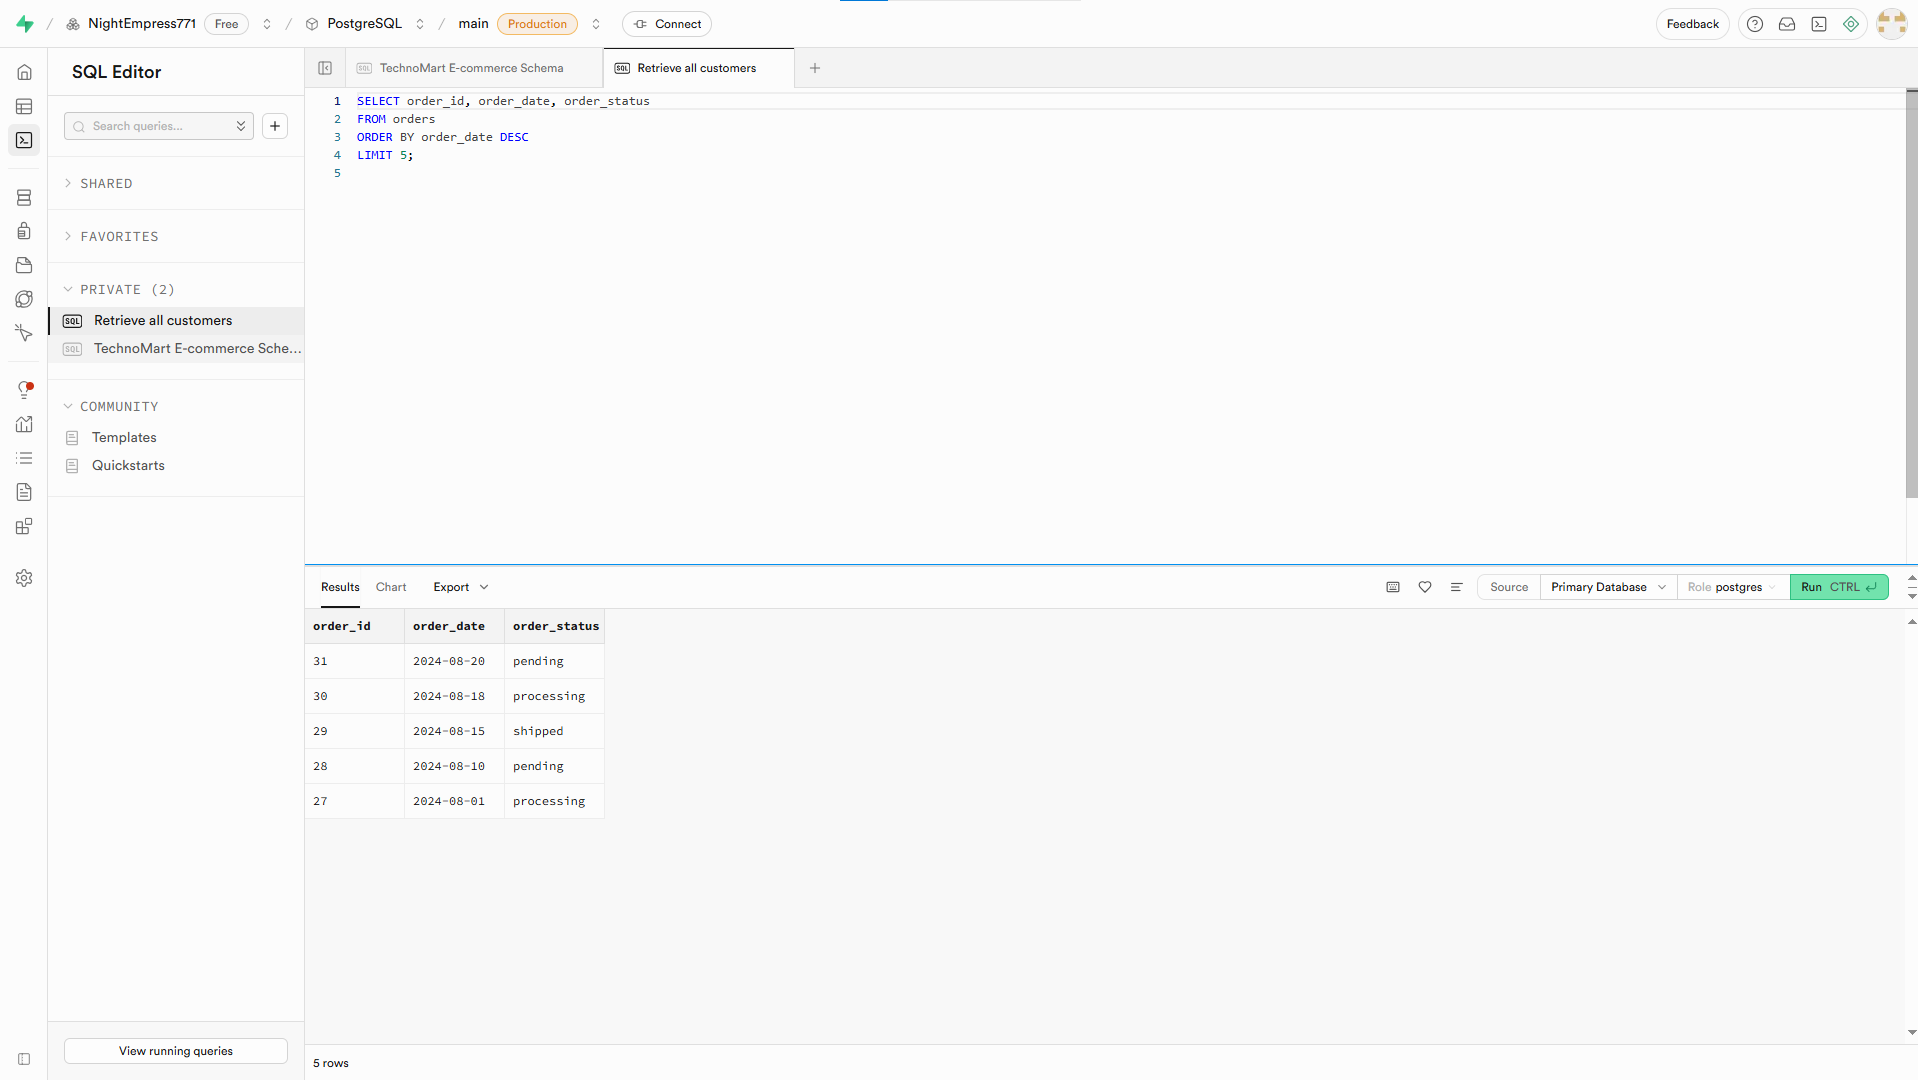 / NightEmpress771 Free / PostgreSQL / main Production Connect Feedback
SQL Editor
TechnoMart E-commerce Schema
Retrieve all customers
Search queries...
SHARED
FAVORITES
PRIVATE (2)
SQL Retrieve all customers
SQL TechnoMart E-commerce Sche...
COMMUNITY
Templates
Quickstarts
View running queries
1 SELECT order_id, order_date, order_status
2 FROM orders
3 ORDER BY order_date DESC
4 LIMIT 5;
5
Results Chart Export Source Primary Database Role postgres Run CTRL ↵
order_id order_date order_status
31 2024-08-20 pending
30 2024-08-18 processing
29 2024-08-15 shipped
28 2024-08-10 pending
27 2024-08-01 processing
5 rows